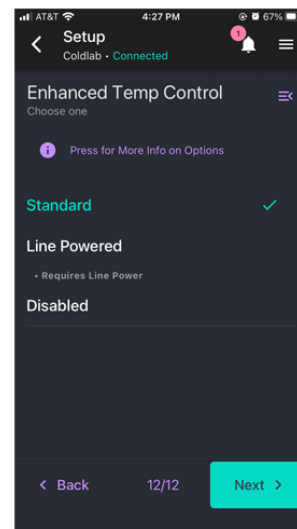 AT&T 4:27 PM 67%
Setup
1
Coldlab • Connected
Enhanced Temp Control
Choose one
i Press for More Info on Options
Standard
Line Powered
• Requires Line Power
Disabled
< Back 12/12 Next >